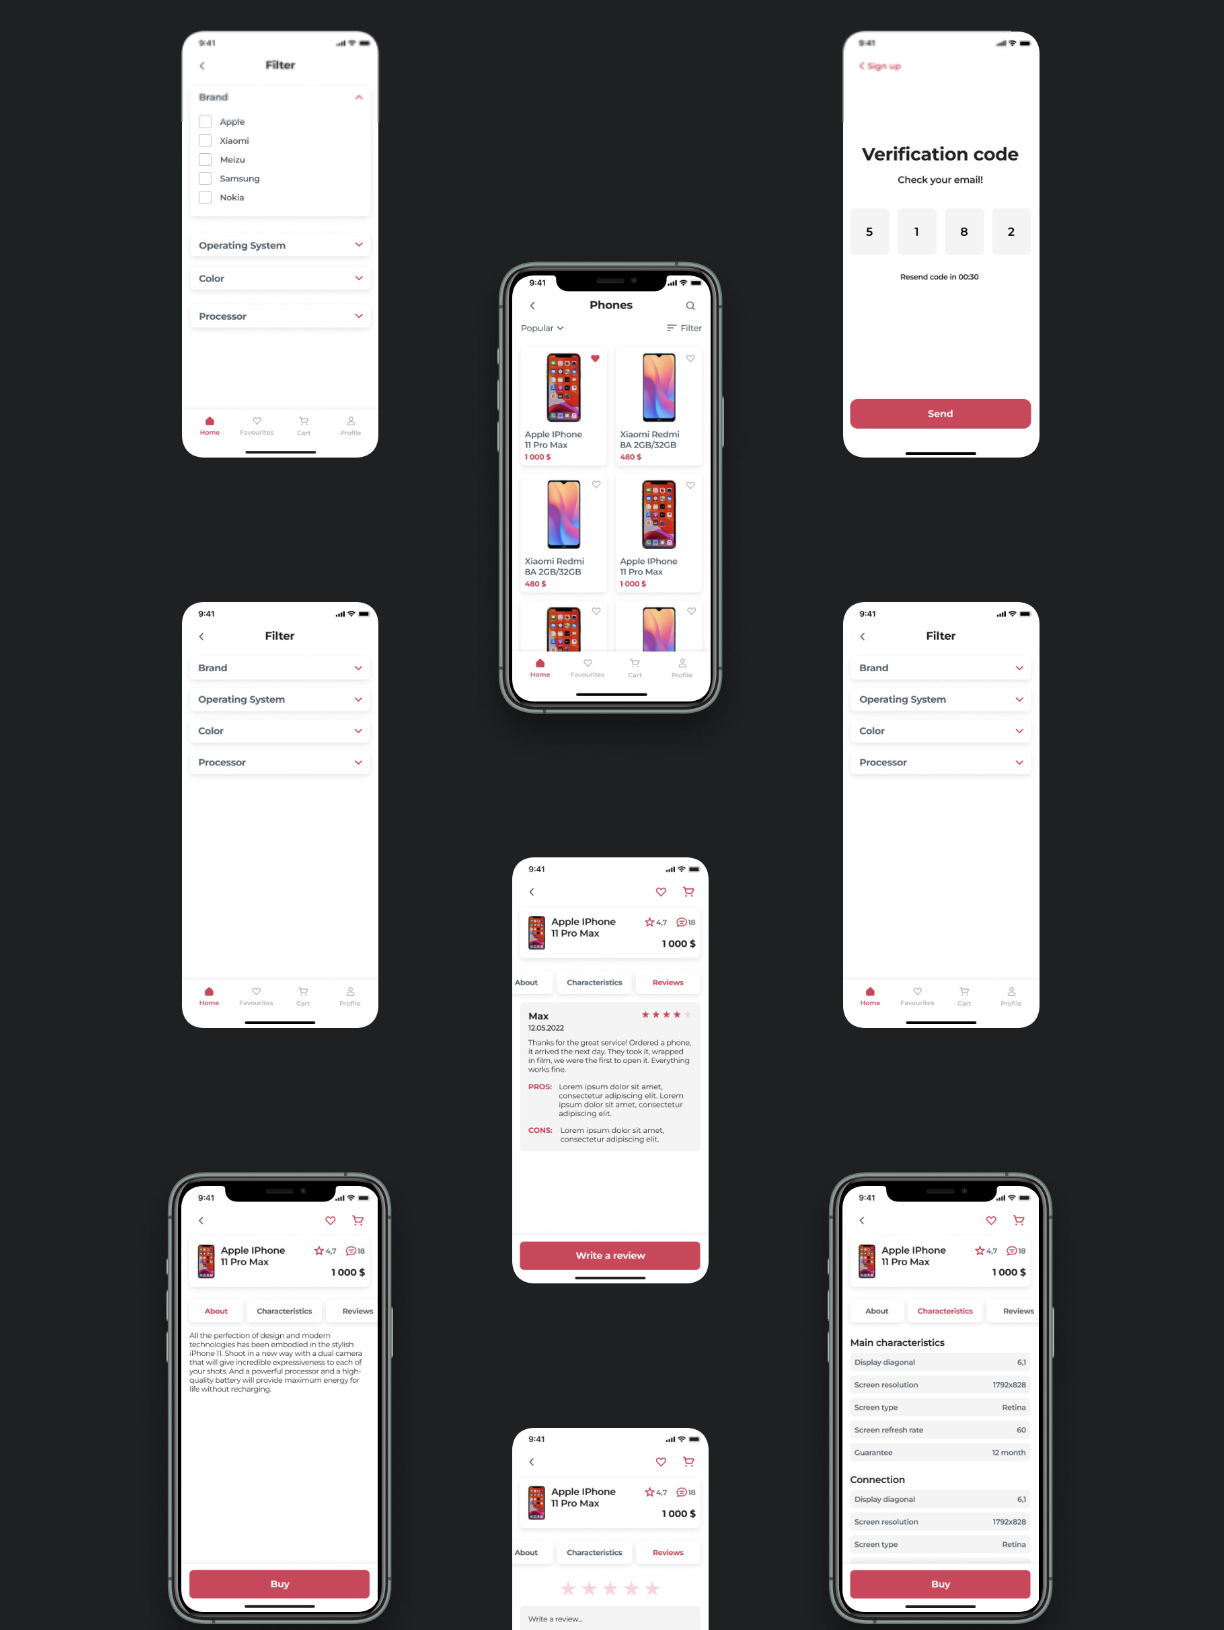 9:41
Filter
Brand
Apple
Xiaomi
Meizu
Samsung
Nokia
Operating System
Color
Processor
Home
Favourites
Cart
Profile
9:41
Sign up
Verification code
Check your email!
5 1 8 2
Resend code in 00:30
Send
9:41
Phones
Popular
Filter
Apple IPhone
11 Pro Max
1 000 $
Xiaomi Redmi
8A 2GB/32GB
480 $
Xiaomi Redmi
8A 2GB/32GB
480 $
Apple IPhone
11 Pro Max
1 000 $
Home
Favourites
Cart
Profile
9:41
Filter
Brand
Operating System
Color
Processor
Home
Favourites
Cart
Profile
9:41
Filter
Brand
Operating System
Color
Processor
Home
Favourites
Cart
Profile
9:41
Apple IPhone
11 Pro Max
4,7
18
1 000 $
About
Characteristics
Reviews
Max
12.05.2022
Thanks for the great service! Ordered a phone,
it arrived the next day. They took it, wrapped
in film, we were the first to open it. Everything
works fine.
PROS: Lorem ipsum dolor sit amet,
consectetur adipiscing elit. Lorem
ipsum dolor sit amet, consectetur
adipiscing elit.
CONS: Lorem ipsum dolor sit amet,
consectetur adipiscing elit.
Write a review
9:41
Apple IPhone
11 Pro Max
4,7
18
1 000 $
About
Characteristics
Reviews
All the perfection of design and modern
technologies has been embodied in the stylish
iPhone 11. Shoot in a new way with a dual camera
that will give incredible expressiveness to each of
your shots. And a powerful processor and a high-
quality battery will provide maximum energy for
life without recharging.
Buy
9:41
Apple IPhone
11 Pro Max
4,7
18
1 000 $
About
Characteristics
Reviews
Main characteristics
Display diagonal 6,1
Screen resolution 1792x828
Screen type Retina
Screen refresh rate 60
Guarantee 12 month
Connection
Display diagonal 6,1
Screen resolution 1792x828
Screen type Retina
Buy
9:41
Apple IPhone
11 Pro Max
4,7
18
1 000 $
About
Characteristics
Reviews
Write a review...